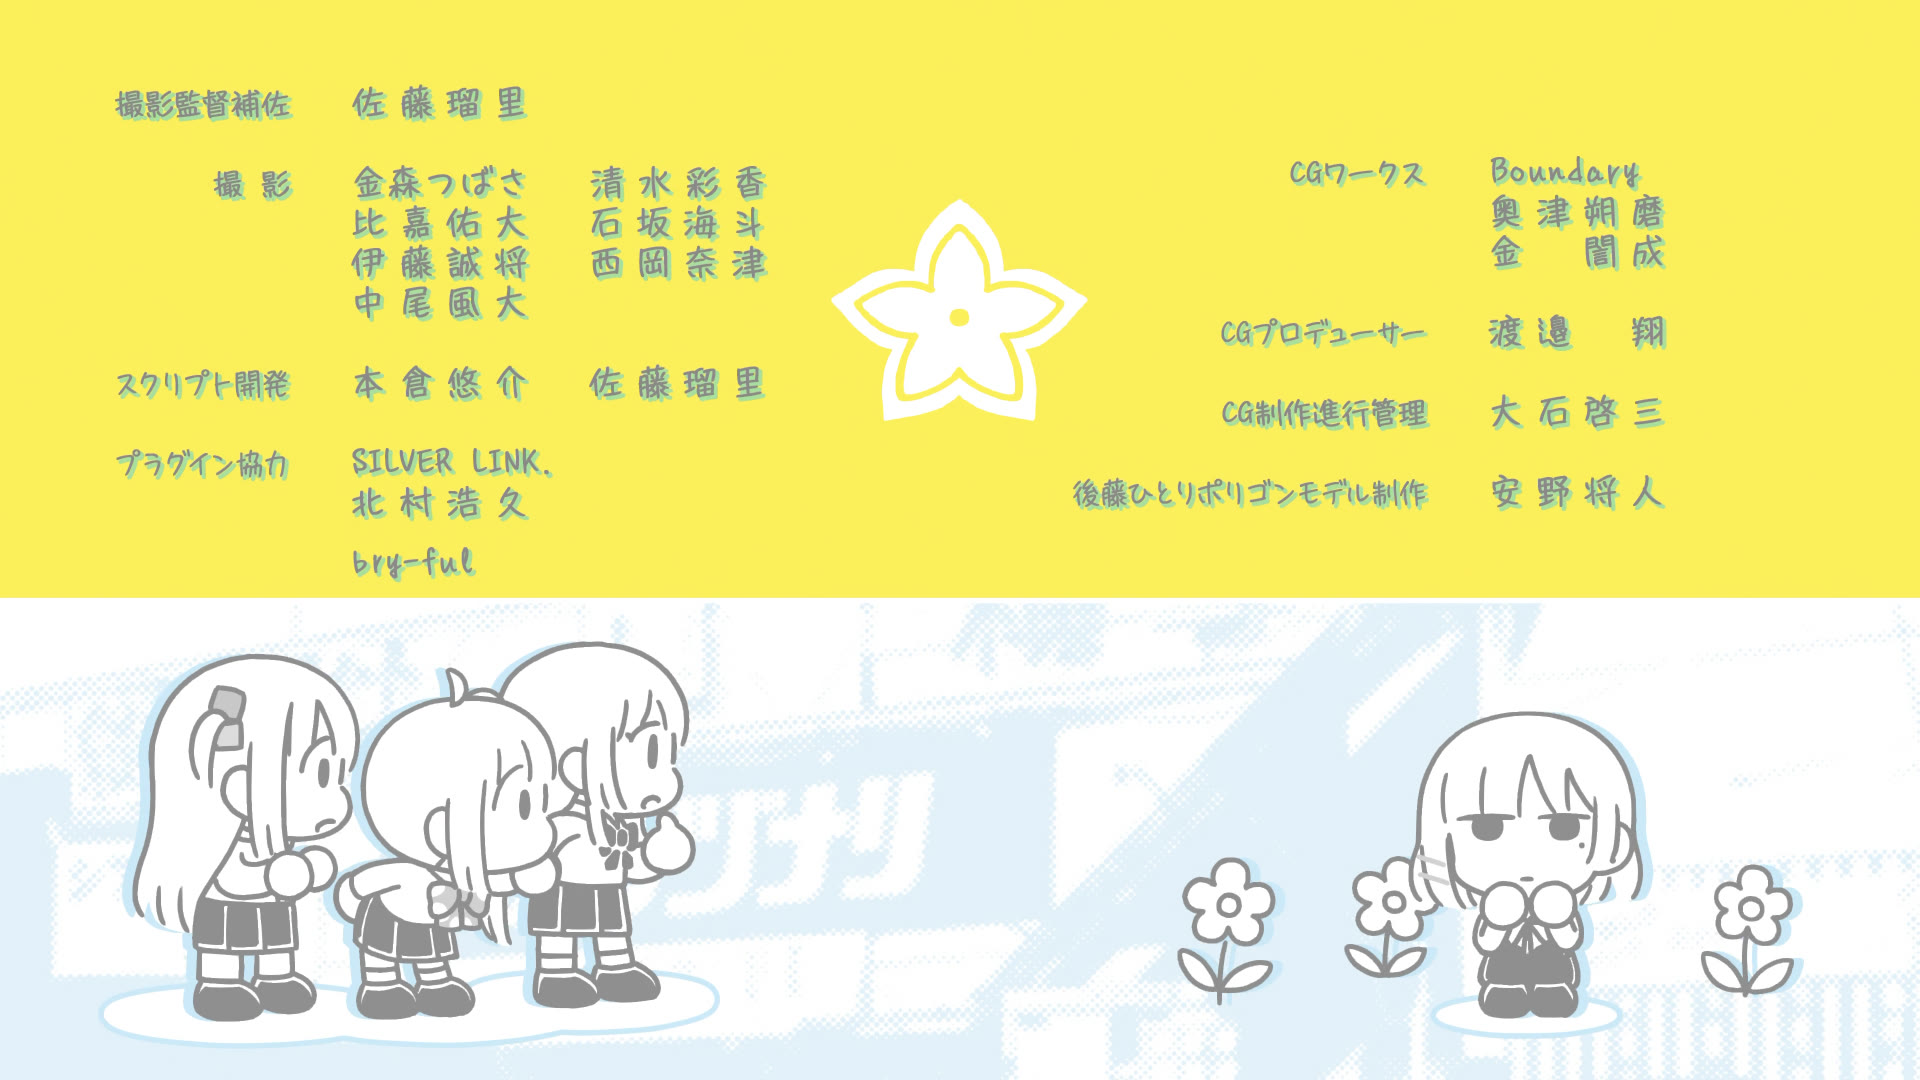 撮影監督補佐 佐藤瑠里
撮影 金森つばさ 清水彩香
比嘉佑大 石坂海斗
伊藤誠将 西岡奈津
中尾風大
スクリプト開発 本倉悠介 佐藤瑠里
プラグイン協力 SILVER LINK.
北村浩久
bry-ful
CGワークス Boundary
奥津朔磨
金 誾成
CGプロデューサー 渡邉 翔
CG制作進行管理 大石啓三
後藤ひとりポリゴンモデル制作 安野将人